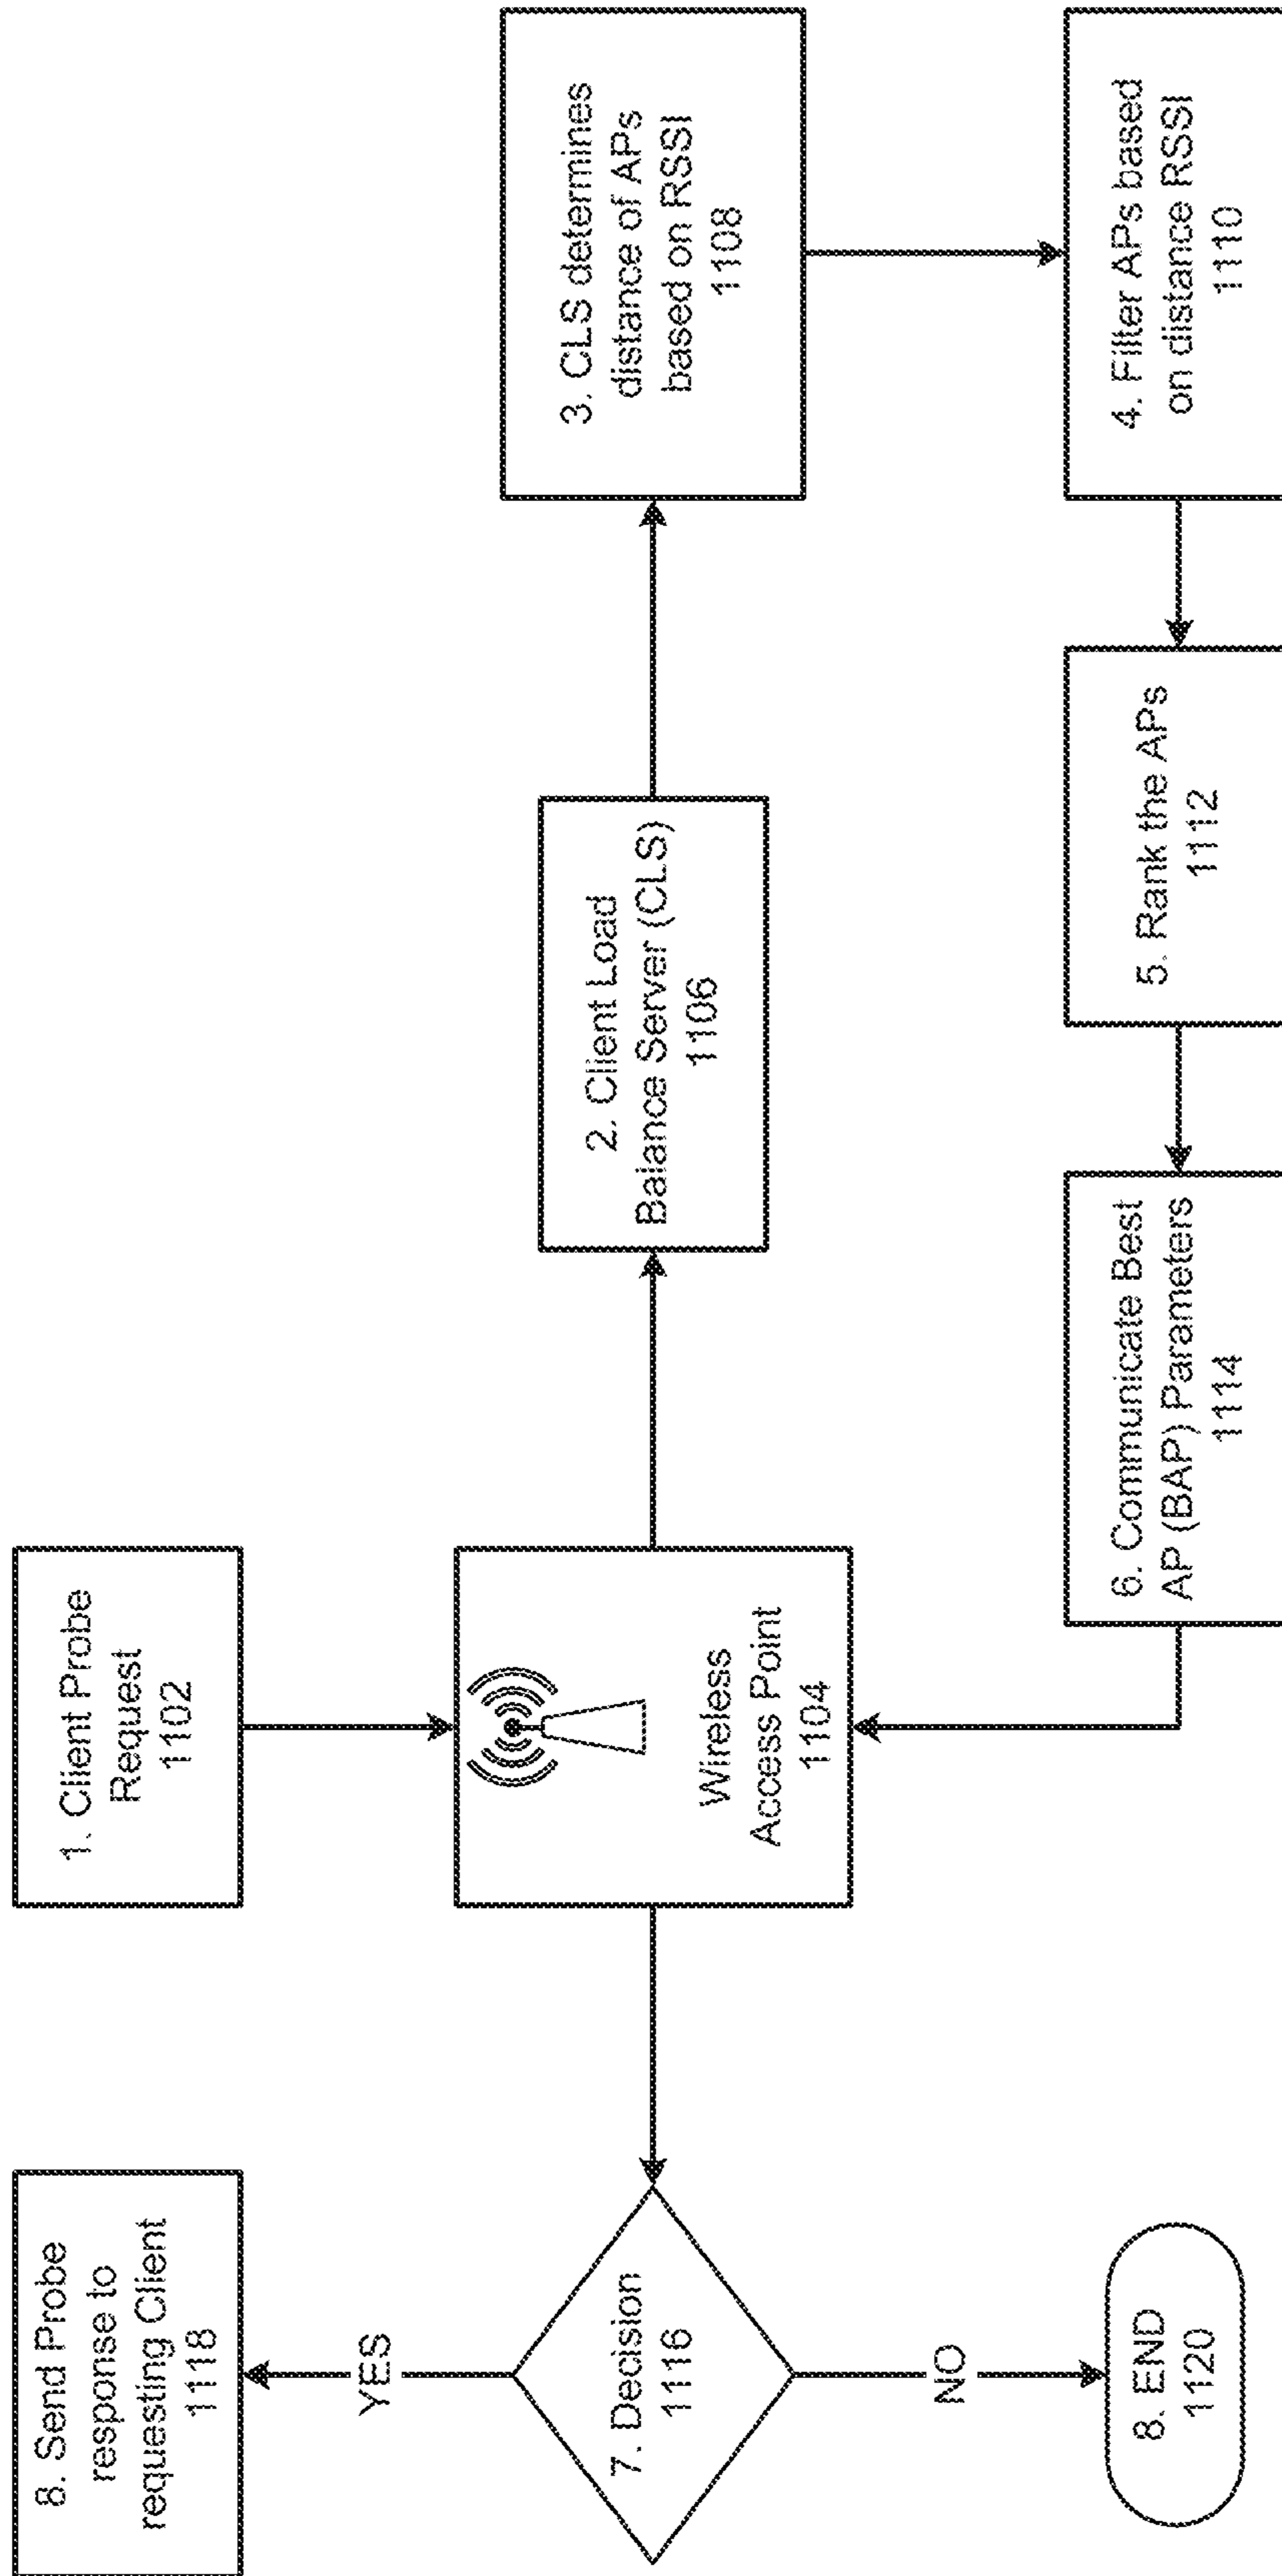 1. Client Probe
Request
1102
Wireless
Access Point
1104
2. Client Load
Balance Server (CLS)
1106
3. CLS determines
distance of APs
based on RSSI
1108
4. Filter APs based
on distance RSSI
1110
5. Rank the APs
1112
6. Communicate Best
AP (BAP) Parameters
1114
7. Decision
1116
YES
8. Send Probe
response to
requesting Client
1118
NO
8. END
1120